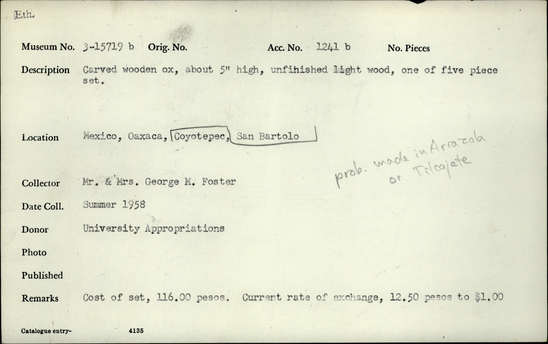 Eth.
Museum No. 3-15719 b Orig. No. Acc. No. 1241 b No. Pieces
Description Carved wooden ox, about 5" high, unfihished light wood, one of five piece
set.
Location Mexico, Oaxaca, Coyotepec, San Bartolo
prob. made in Arrazola
or Tilcajete
Collector Mr. & Mrs. George M. Foster
Date Coll. Summer 1958
Donor University Appropriations
Photo
Published
Remarks Cost of set, 116.00 pesos. Current rate of exchange, 12.50 pesos to $1.00
Catalogue entry- 4135